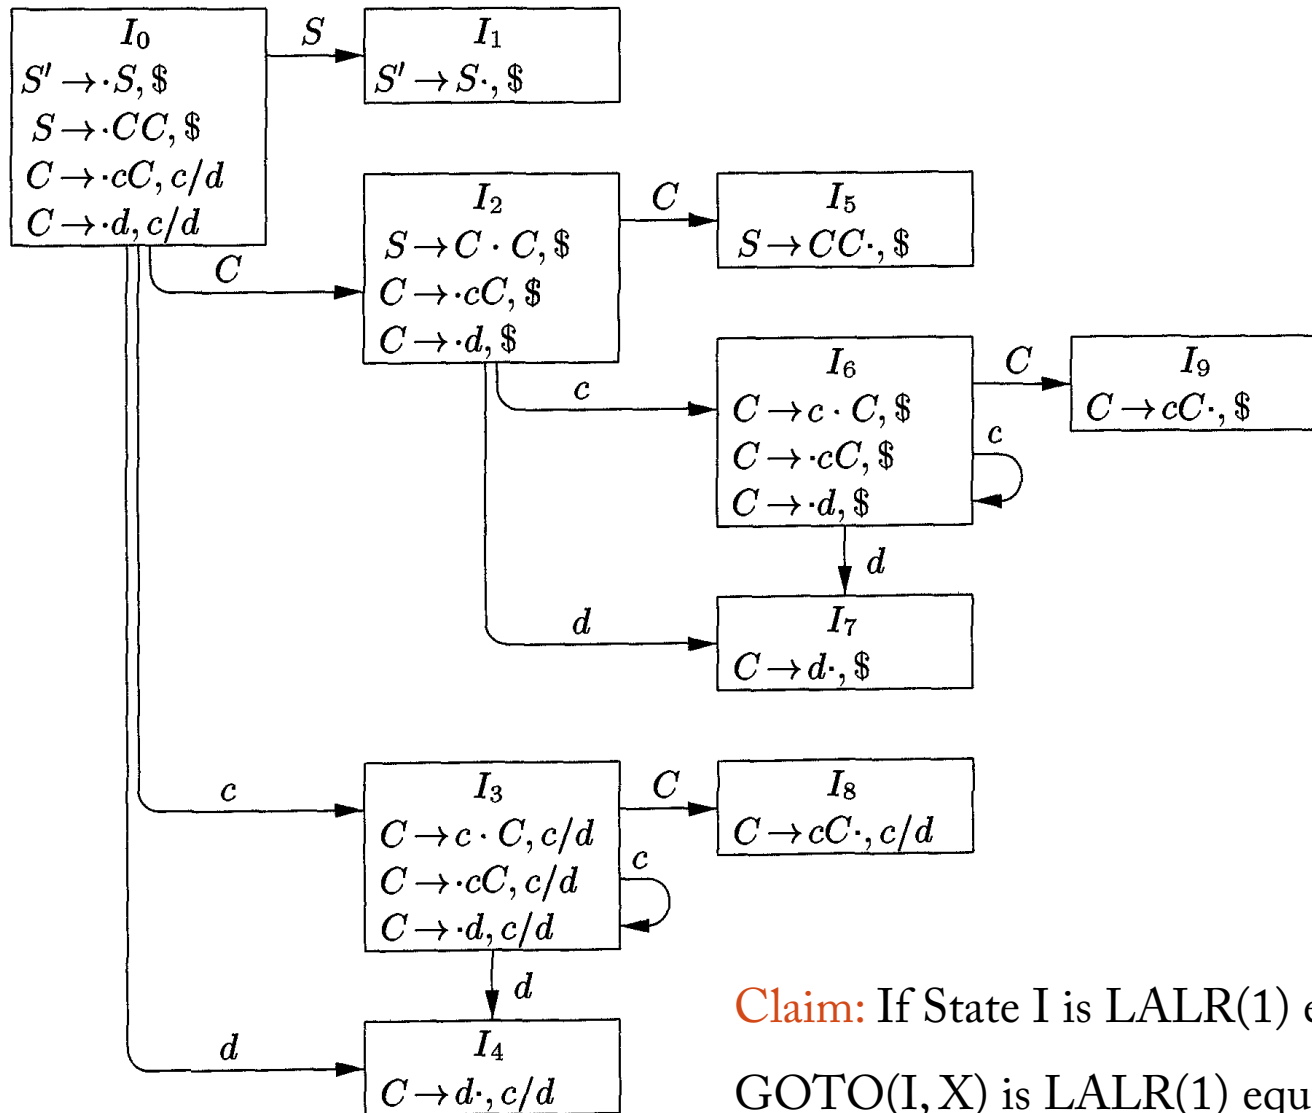 I₀
S' → ·S, $
S → ·CC, $
C → ·cC, c/d
C → ·d, c/d
S
I₁
S' → S·, $
C
I₂
S → C · C, $
C → ·cC, $
C → ·d, $
C
I₅
S → CC·, $
c
I₆
C → c · C, $
C → ·cC, $
C → ·d, $
C
I₉
C → cC·, $
c
d
d
I₇
C → d·, $
c
I₃
C → c · C, c/d
C → ·cC, c/d
C → ·d, c/d
C
I₈
C → cC·, c/d
c
d
d
I₄
C → d·, c/d
Claim: If State I is LALR(1)
GOTO(I, X) is LALR(1)